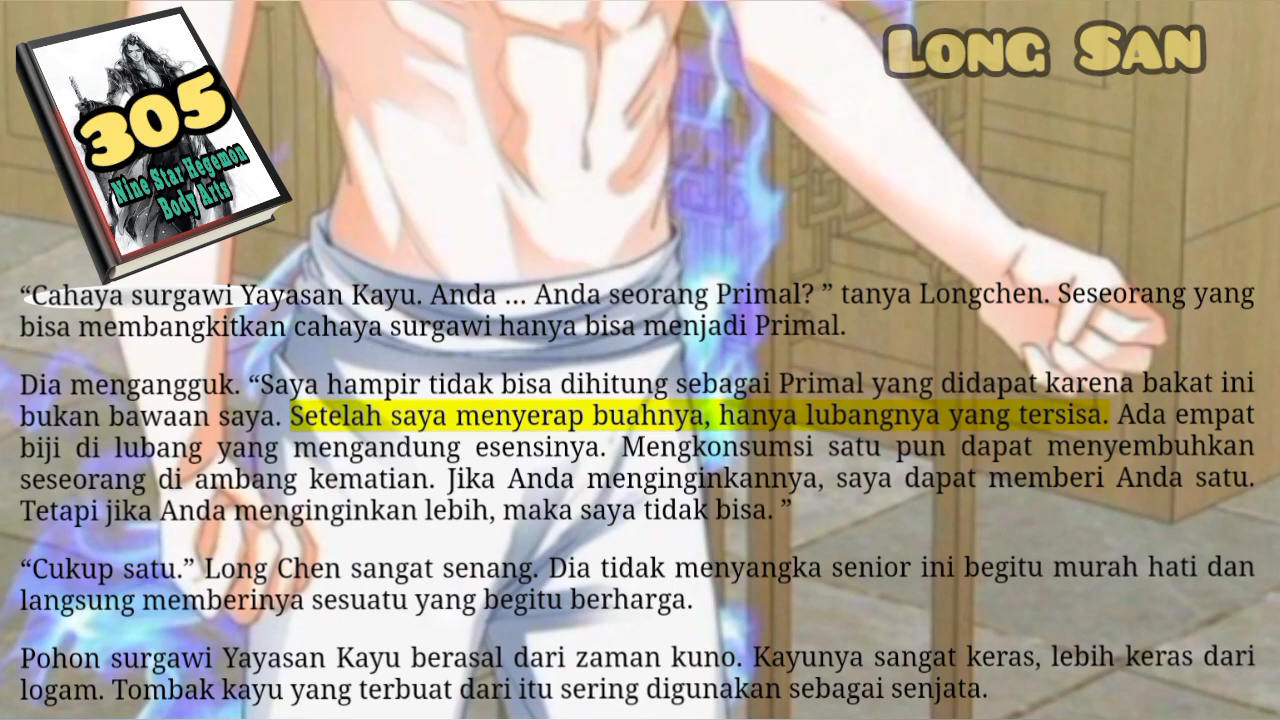 LONG SAN
305
Nine Star Hegemon
Body Arts
“Cahaya surgawi Yayasan Kayu. Anda ... Anda seorang Primal? ” tanya Longchen. Seseorang yang
bisa membangkitkan cahaya surgawi hanya bisa menjadi Primal.
Dia mengangguk. “Saya hampir tidak bisa dihitung sebagai Primal yang didapat karena bakat ini
bukan bawaan saya. Setelah saya menyerap buahnya, hanya lubangnya yang tersisa. Ada empat
biji di lubang yang mengandung esensinya. Mengkonsumsi satu pun dapat menyembuhkan
seseorang di ambang kematian. Jika Anda menginginkannya, saya dapat memberi Anda satu.
Tetapi jika Anda menginginkan lebih, maka saya tidak bisa. ”
“Cukup satu.” Long Chen sangat senang. Dia tidak menyangka senior ini begitu murah hati dan
langsung memberinya sesuatu yang begitu berharga.
Pohon surgawi Yayasan Kayu berasal dari zaman kuno. Kayunya sangat keras, lebih keras dari
logam. Tombak kayu yang terbuat dari itu sering digunakan sebagai senjata.